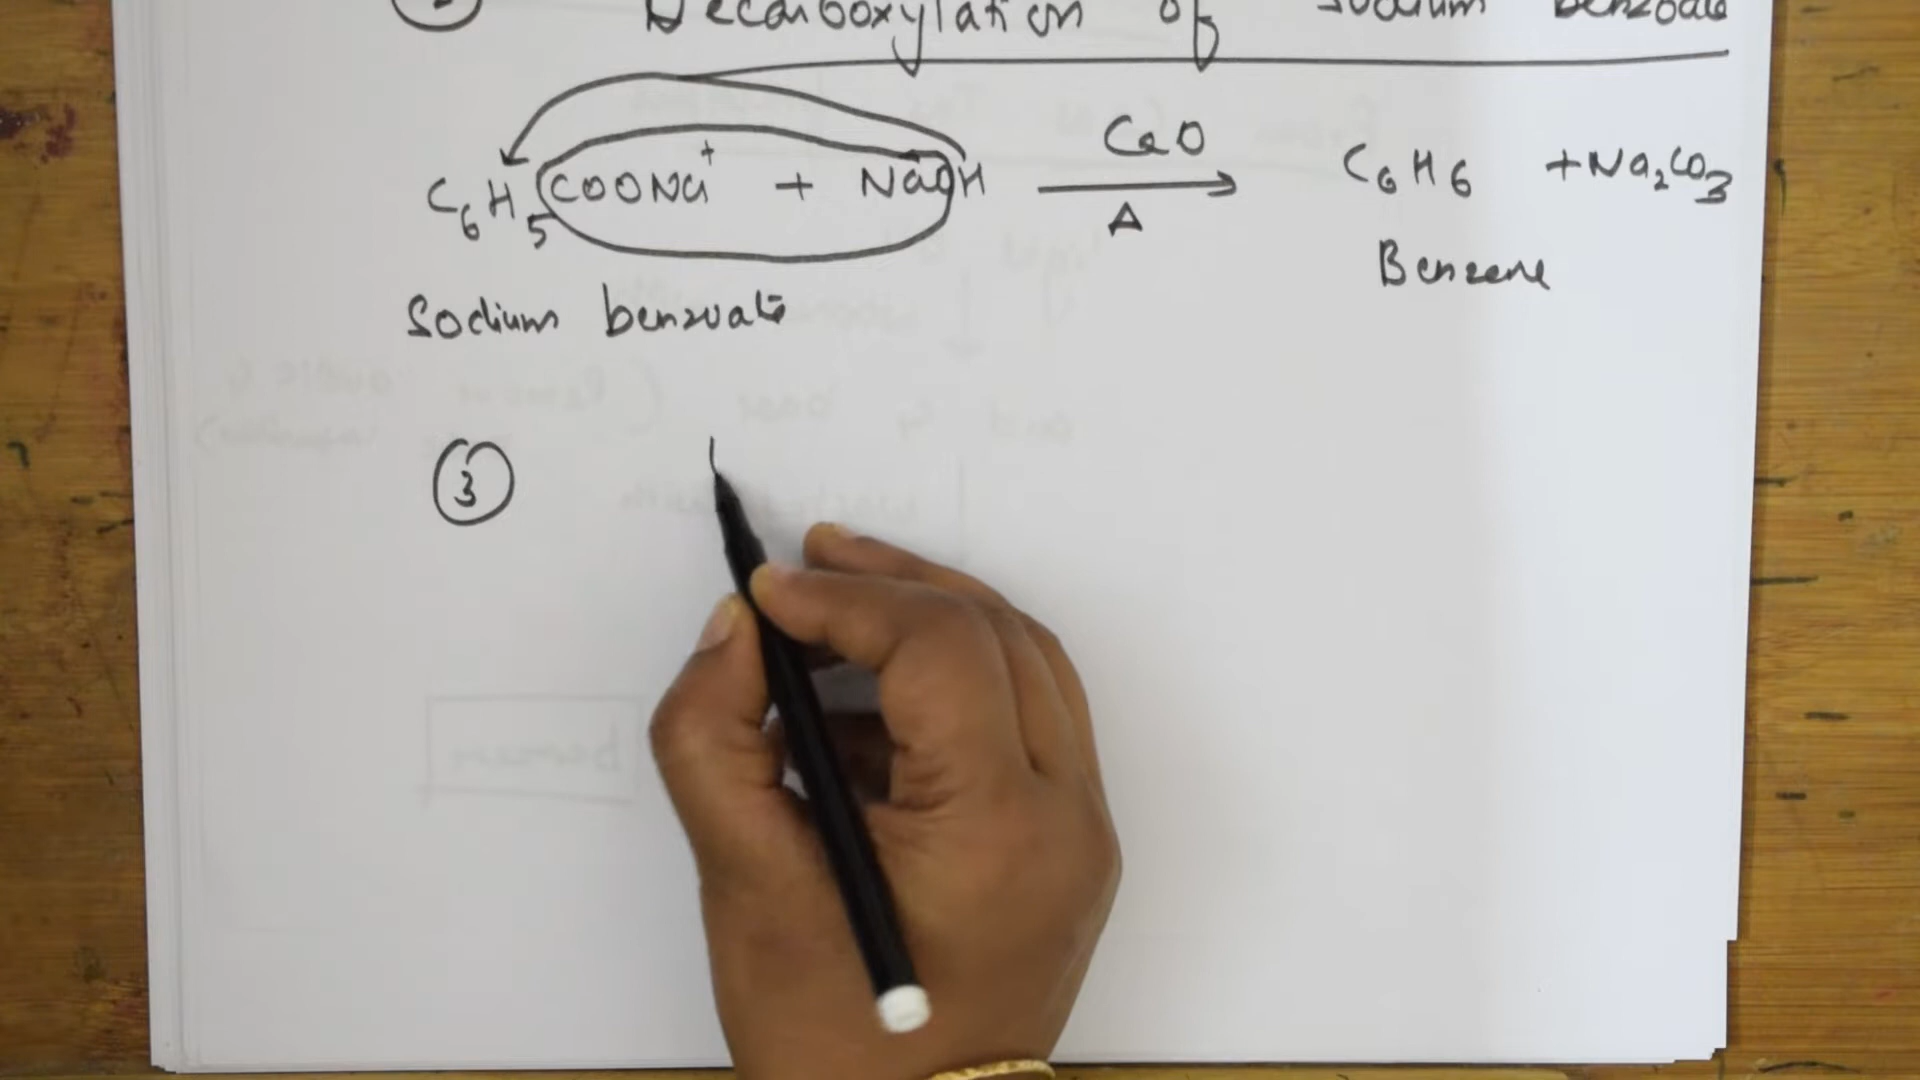 Decarboxylation of sodium benzoate
CaO
C6H5COONa+ + NaOH → C6H6 + Na2CO3
Δ
Benzene
Sodium benzoate
3